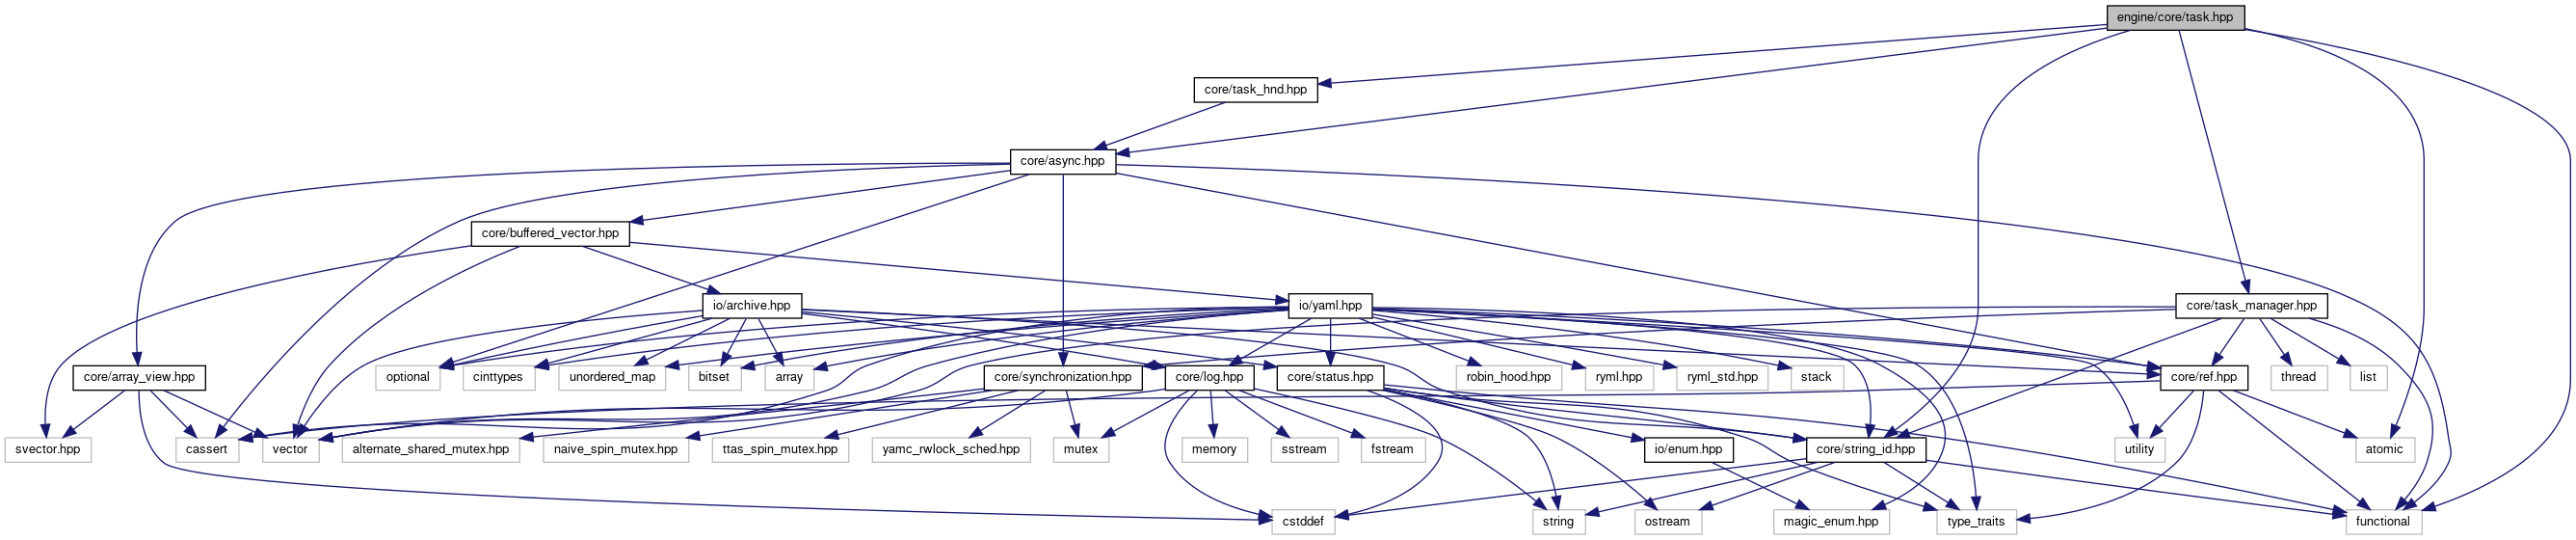 engine/core/task.hpp
core/task_hnd.hpp
core/async.hpp
core/buffered_vector.hpp
io/archive.hpp
io/yaml.hpp
core/task_manager.hpp
core/array_view.hpp
optional
cinttypes
unordered_map
bitset
array
core/synchronization.hpp
core/log.hpp
core/status.hpp
robin_hood.hpp
ryml.hpp
ryml_std.hpp
stack
core/ref.hpp
thread
list
svector.hpp
cassert
vector
alternate_shared_mutex.hpp
naive_spin_mutex.hpp
ttas_spin_mutex.hpp
yamc_rwlock_sched.hpp
mutex
memory
sstream
fstream
io/enum.hpp
core/string_id.hpp
utility
atomic
cstddef
string
ostream
magic_enum.hpp
type_traits
functional